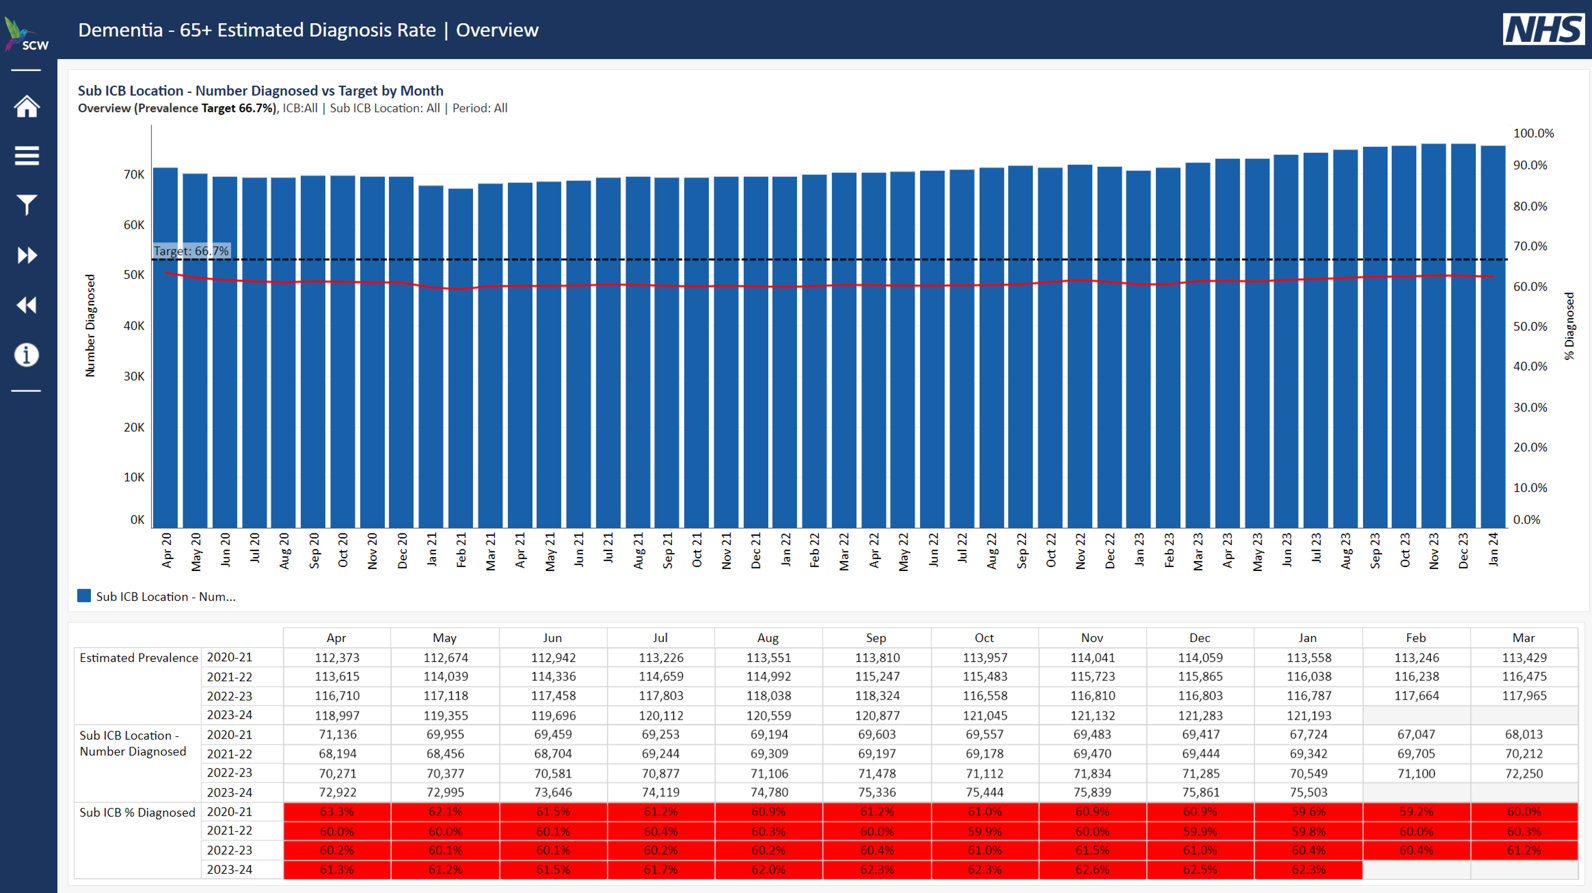 SCW
Dementia - 65+ Estimated Diagnosis Rate | Overview
NHS
Sub ICB Location - Number Diagnosed vs Target by Month
Overview (Prevalence Target 66.7%), ICB:All | Sub ICB Location: All | Period: All
Number Diagnosed
70K
60K
50K
40K
30K
20K
10K
0K
Target: 66.7%
100.0%
90.0%
80.0%
70.0%
60.0%
50.0%
40.0%
30.0%
20.0%
10.0%
0.0%
% Diagnosed
Apr 20 May 20 Jun 20 Jul 20 Aug 20 Sep 20 Oct 20 Nov 20 Dec 20 Jan 21 Feb 21 Mar 21 Apr 21 May 21 Jun 21 Jul 21 Aug 21 Sep 21 Oct 21 Nov 21 Dec 21 Jan 22 Feb 22 Mar 22 Apr 22 May 22 Jun 22 Jul 22 Aug 22 Sep 22 Oct 22 Nov 22 Dec 22 Jan 23 Feb 23 Mar 23 Apr 23 May 23 Jun 23 Jul 23 Aug 23 Sep 23 Oct 23 Nov 23 Dec 23 Jan 24
Sub ICB Location - Num...
Apr May Jun Jul Aug Sep Oct Nov Dec Jan Feb Mar
Estimated Prevalence 2020-21 112,373 112,674 112,942 113,226 113,551 113,810 113,957 114,041 114,059 113,558 113,246 113,429
2021-22 113,615 114,039 114,336 114,659 114,992 115,247 115,483 115,723 115,865 116,038 116,238 116,475
2022-23 116,710 117,118 117,458 117,803 118,038 118,324 116,558 116,810 116,803 116,787 117,664 117,965
2023-24 118,997 119,355 119,696 120,112 120,559 120,877 121,045 121,132 121,283 121,193
Sub ICB Location - 2020-21 71,136 69,955 69,459 69,253 69,194 69,603 69,557 69,483 69,417 67,724 67,047 68,013
Number Diagnosed 2021-22 68,194 68,456 68,704 69,244 69,309 69,197 69,178 69,470 69,444 69,342 69,705 70,212
2022-23 70,271 70,377 70,581 70,877 71,106 71,478 71,112 71,834 71,285 70,549 71,100 72,250
2023-24 72,922 72,995 73,646 74,119 74,780 75,336 75,444 75,839 75,861 75,503
Sub ICB % Diagnosed 2020-21 63.3% 62.1% 61.5% 61.2% 60.9% 61.2% 61.0% 60.9% 60.9% 59.6% 59.2% 60.0%
2021-22 60.0% 60.0% 60.1% 60.4% 60.3% 60.0% 59.9% 60.0% 59.9% 59.8% 60.0% 60.3%
2022-23 60.2% 60.1% 60.1% 60.2% 60.2% 60.4% 61.0% 61.5% 61.0% 60.4% 60.4% 61.2%
2023-24 61.3% 61.2% 61.5% 61.7% 62.0% 62.3% 62.3% 62.6% 62.5% 62.3%